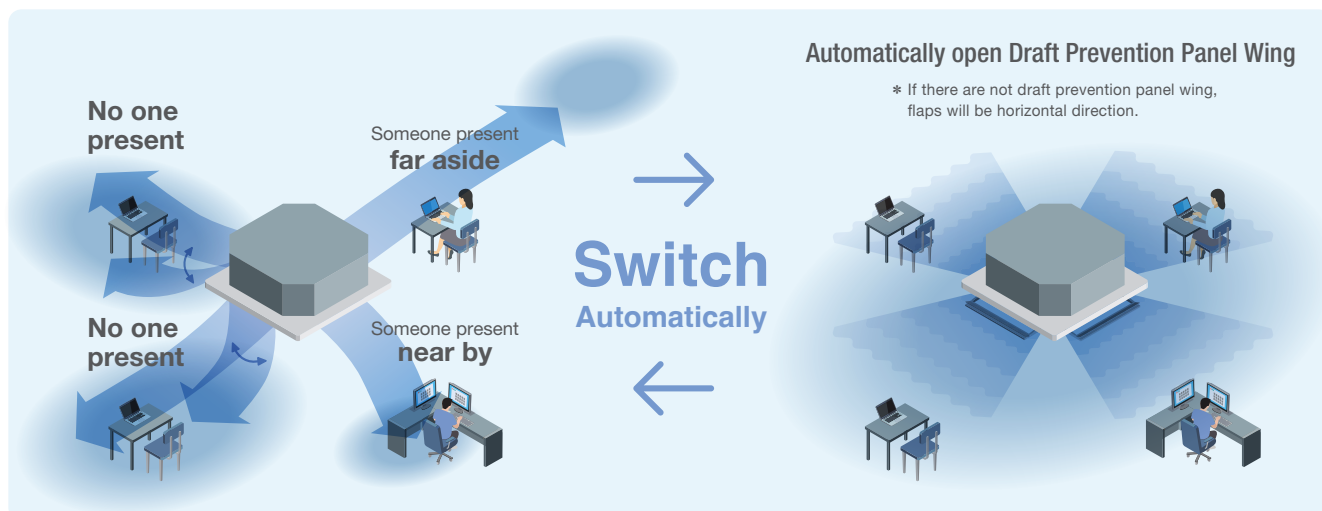 No one
present
Someone present
far aside
No one
present
Someone present
near by
Switch
Automatically
Automatically open Draft Prevention Panel Wing
* If there are not draft prevention panel wing,
flaps will be horizontal direction.